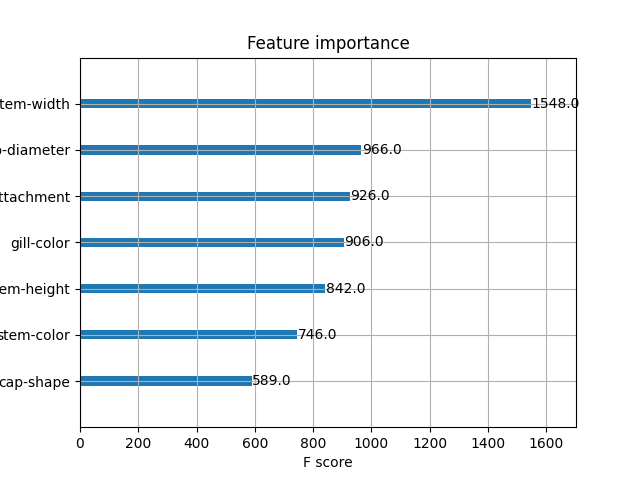 Feature importance
tem-width
1548.0
-diameter
966.0
ttachment
926.0
gill-color
906.0
em-height
842.0
stem-color
746.0
cap-shape
589.0
0 200 400 600 800 1000 1200 1400 1600
F score